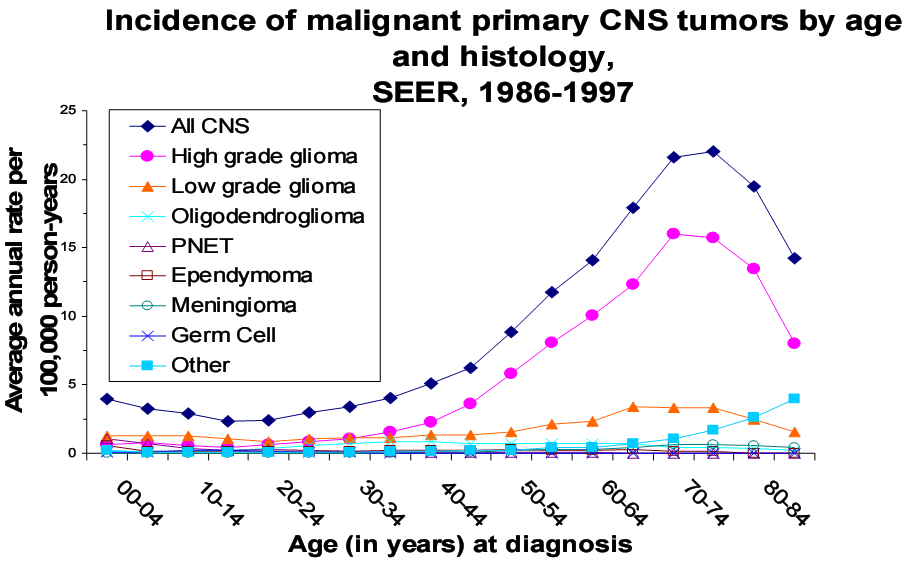 Incidence of malignant primary CNS tumors by age
and histology,
SEER, 1986-1997
Average annual rate per
100,000 person-years
25
20
15
10
5
0
All CNS
High grade glioma
Low grade glioma
Oligodendroglioma
PNET
Ependymoma
Meningioma
Germ Cell
Other
00-04
10-14
20-24
30-34
40-44
50-54
60-64
70-74
80-84
Age (in years) at diagnosis